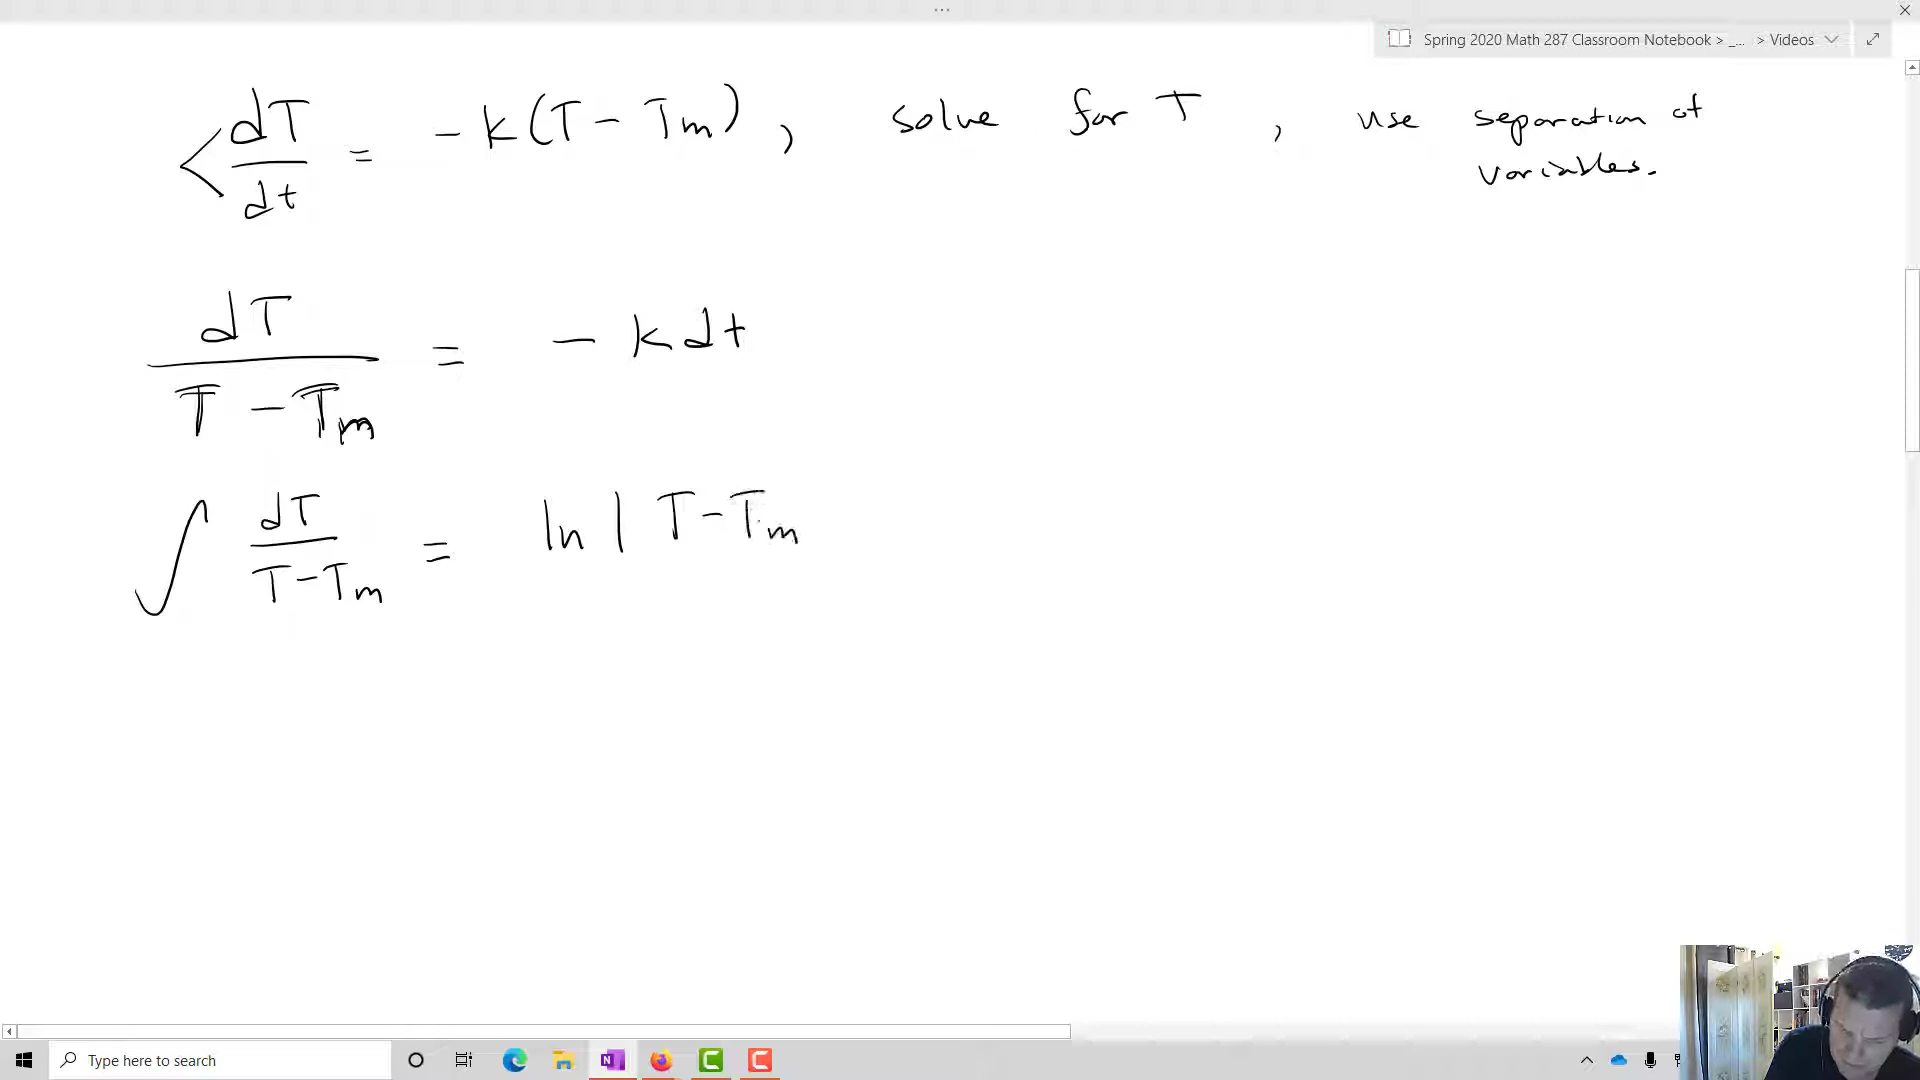 Spring 2020 Math 287 Classroom Notebook > _... > Videos
< dT/dt = - k(T - Tm), solve for T, use separation of
variables.
dT/(T - Tm) = - k dt
∫ dT/(T - Tm) = ln | T - Tm
Type here to search